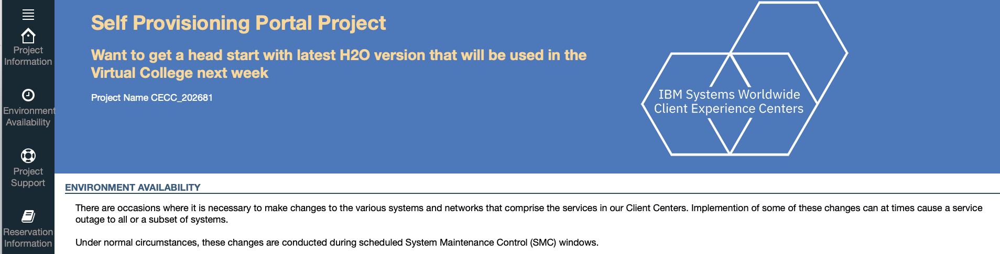 Self Provisioning Portal Project
Want to get a head start with latest H2O version that will be used in the
Virtual College next week
Project Name CECC_202681
IBM Systems Worldwide
Client Experience Centers
Project
Information
Environment
Availability
Project
Support
Reservation
Information
ENVIRONMENT AVAILABILITY
There are occasions where it is necessary to make changes to the various systems and networks that comprise the services in our Client Centers. Implemention of some of these changes can at times cause a service
outage to all or a subset of systems.
Under normal circumstances, these changes are conducted during scheduled System Maintenance Control (SMC) windows.